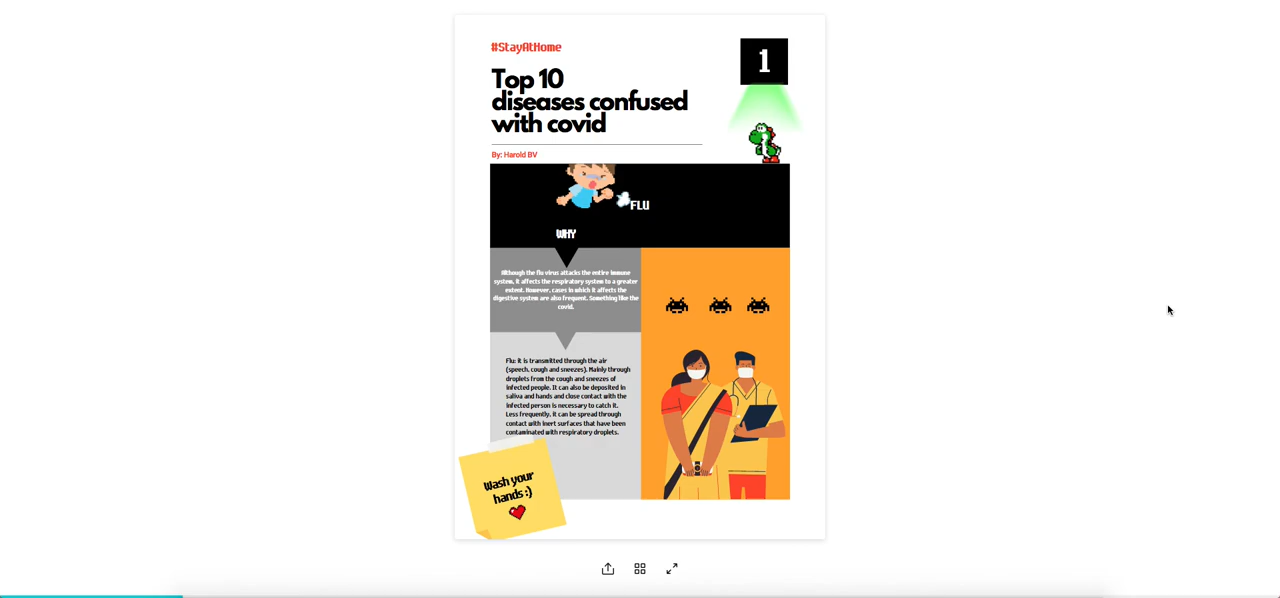 #StayAtHome
1
Top 10
diseases confused
with covid
By: Harold BV
FLU
WHY
Although the flu virus attacks the entire immune
system, it affects the respiratory system to a greater
extent. However, cases in which it affects the
digestive system are also frequent. Something like the
covid.
Flu: it is transmitted through the air
(speech, cough and sneezes). Mainly through
droplets from the cough and sneezes of
infected people. It can also be deposited in
saliva and hands and close contact with the
infected person is necessary to catch it.
Less frequently, it can be spread through
contact with inert surfaces that have been
contaminated with respiratory droplets.
Wash your
hands :)